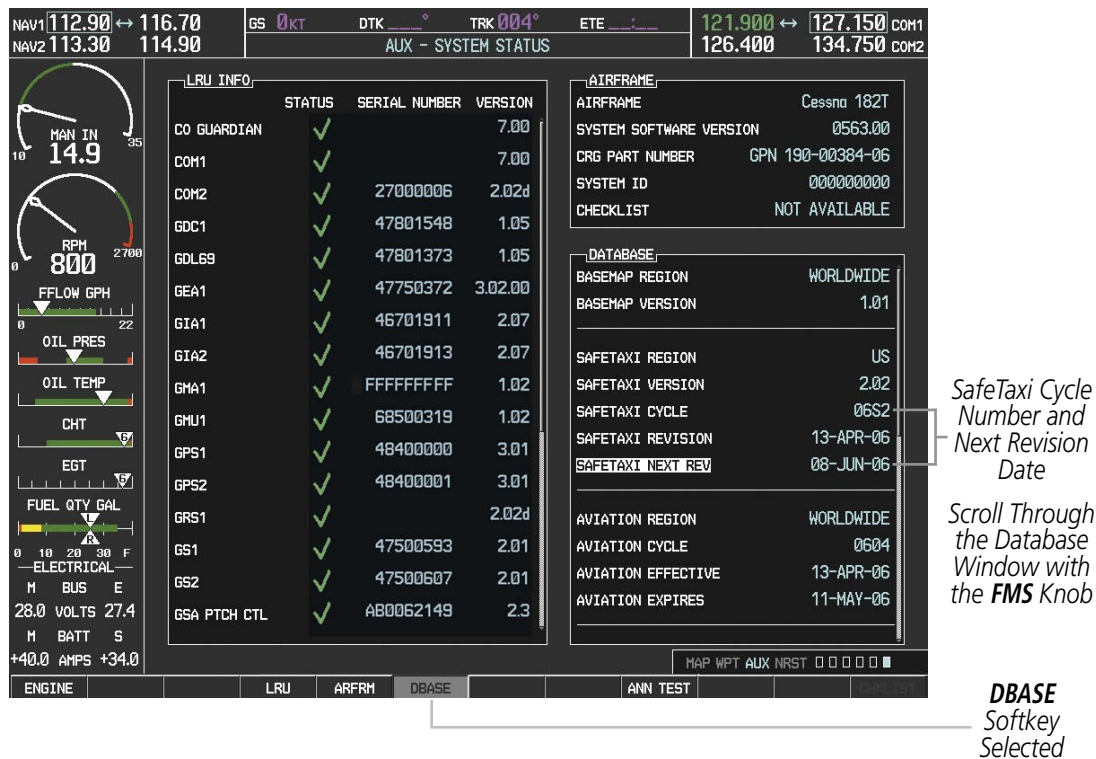 NAV1 112.90 ↔ 116.70 GS 0KT DTK ___° TRK 004° ETE __:__ 121.900 ↔ 127.150 COM1
NAV2 113.30 114.90 AUX - SYSTEM STATUS 126.400 134.750 COM2
MAN IN
14.9
10 35
RPM
800
0 2700
FFLOW GPH
0 22
OIL PRES
OIL TEMP
CHT
6
EGT
6
FUEL QTY GAL
L
R
0 10 20 30 F
ELECTRICAL
M BUS E
28.0 VOLTS 27.4
M BATT S
+40.0 AMPS +34.0
LRU INFO
STATUS SERIAL NUMBER VERSION
CO GUARDIAN ✓ 7.00
COM1 ✓ 7.00
COM2 ✓ 27000006 2.02d
GDC1 ✓ 47801548 1.05
GDL69 ✓ 47801373 1.05
GEA1 ✓ 47750372 3.02.00
GIA1 ✓ 46701911 2.07
GIA2 ✓ 46701913 2.07
GMA1 ✓ FFFFFFFFF 1.02
GMU1 ✓ 68500319 1.02
GPS1 ✓ 48400000 3.01
GPS2 ✓ 48400001 3.01
GRS1 ✓ 2.02d
GS1 ✓ 47500593 2.01
GS2 ✓ 47500607 2.01
GSA PTCH CTL ✓ AB0062149 2.3
AIRFRAME
AIRFRAME Cessna 182T
SYSTEM SOFTWARE VERSION 0563.00
CRG PART NUMBER GPN 190-00384-06
SYSTEM ID 000000000
CHECKLIST NOT AVAILABLE
DATABASE
BASEMAP REGION WORLDWIDE
BASEMAP VERSION 1.01
SAFETAXI REGION US
SAFETAXI VERSION 2.02
SAFETAXI CYCLE 06S2
SAFETAXI REVISION 13-APR-06
SAFETAXI NEXT REV 08-JUN-06
AVIATION REGION WORLDWIDE
AVIATION CYCLE 0604
AVIATION EFFECTIVE 13-APR-06
AVIATION EXPIRES 11-MAY-06
MAP WPT AUX NRST
ENGINE LRU ARFRM DBASE ANN TEST CHKLIST
SafeTaxi Cycle
Number and
Next Revision
Date
Scroll Through
the Database
Window with
the FMS Knob
DBASE
Softkey
Selected